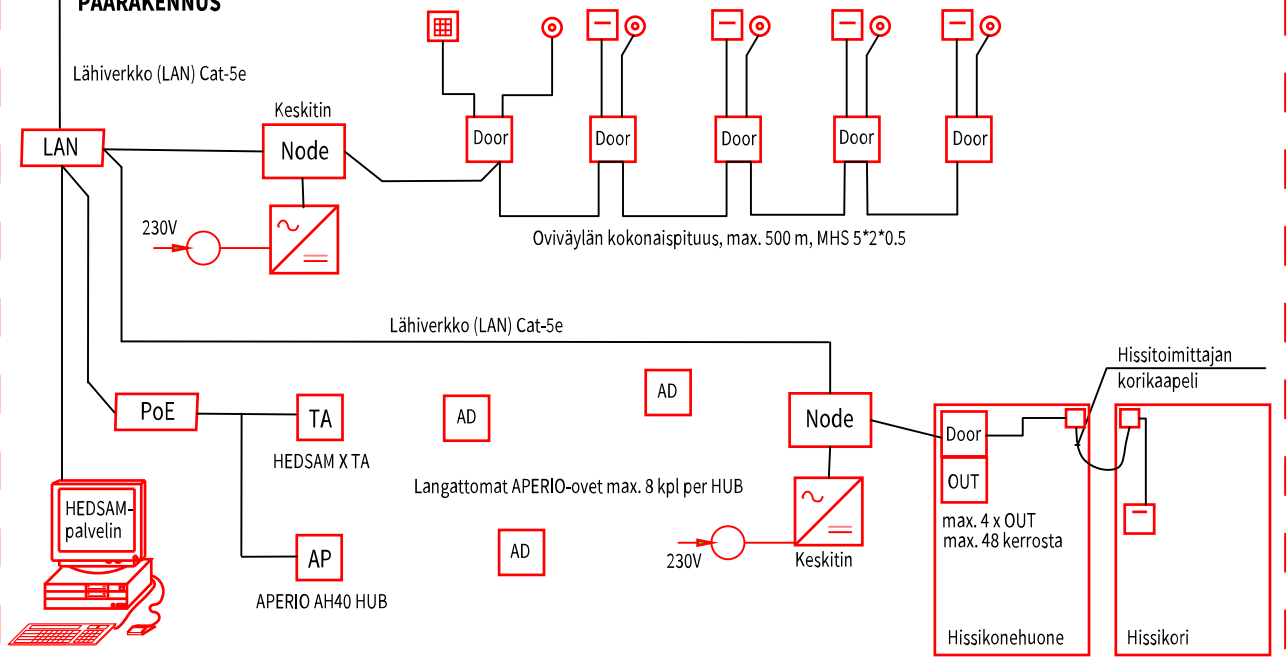 PÄÄRAKENNUS
Lähiverkko (LAN) Cat-5e
Keskitin
LAN
Node
Door
Door
Door
Door
Door
230V
Oviväylän kokonaispituus, max. 500 m, MHS 5*2*0.5
Lähiverkko (LAN) Cat-5e
Hissitoimittajan
korikaapeli
PoE
TA
AD
AD
Node
Door
HEDSAM X TA
Langattomat APERIO-ovet max. 8 kpl per HUB
OUT
HEDSAM-
palvelin
max. 4 x OUT
max. 48 kerrosta
AP
AD
230V
Keskitin
APERIO AH40 HUB
Hissikonehuone
Hissikori